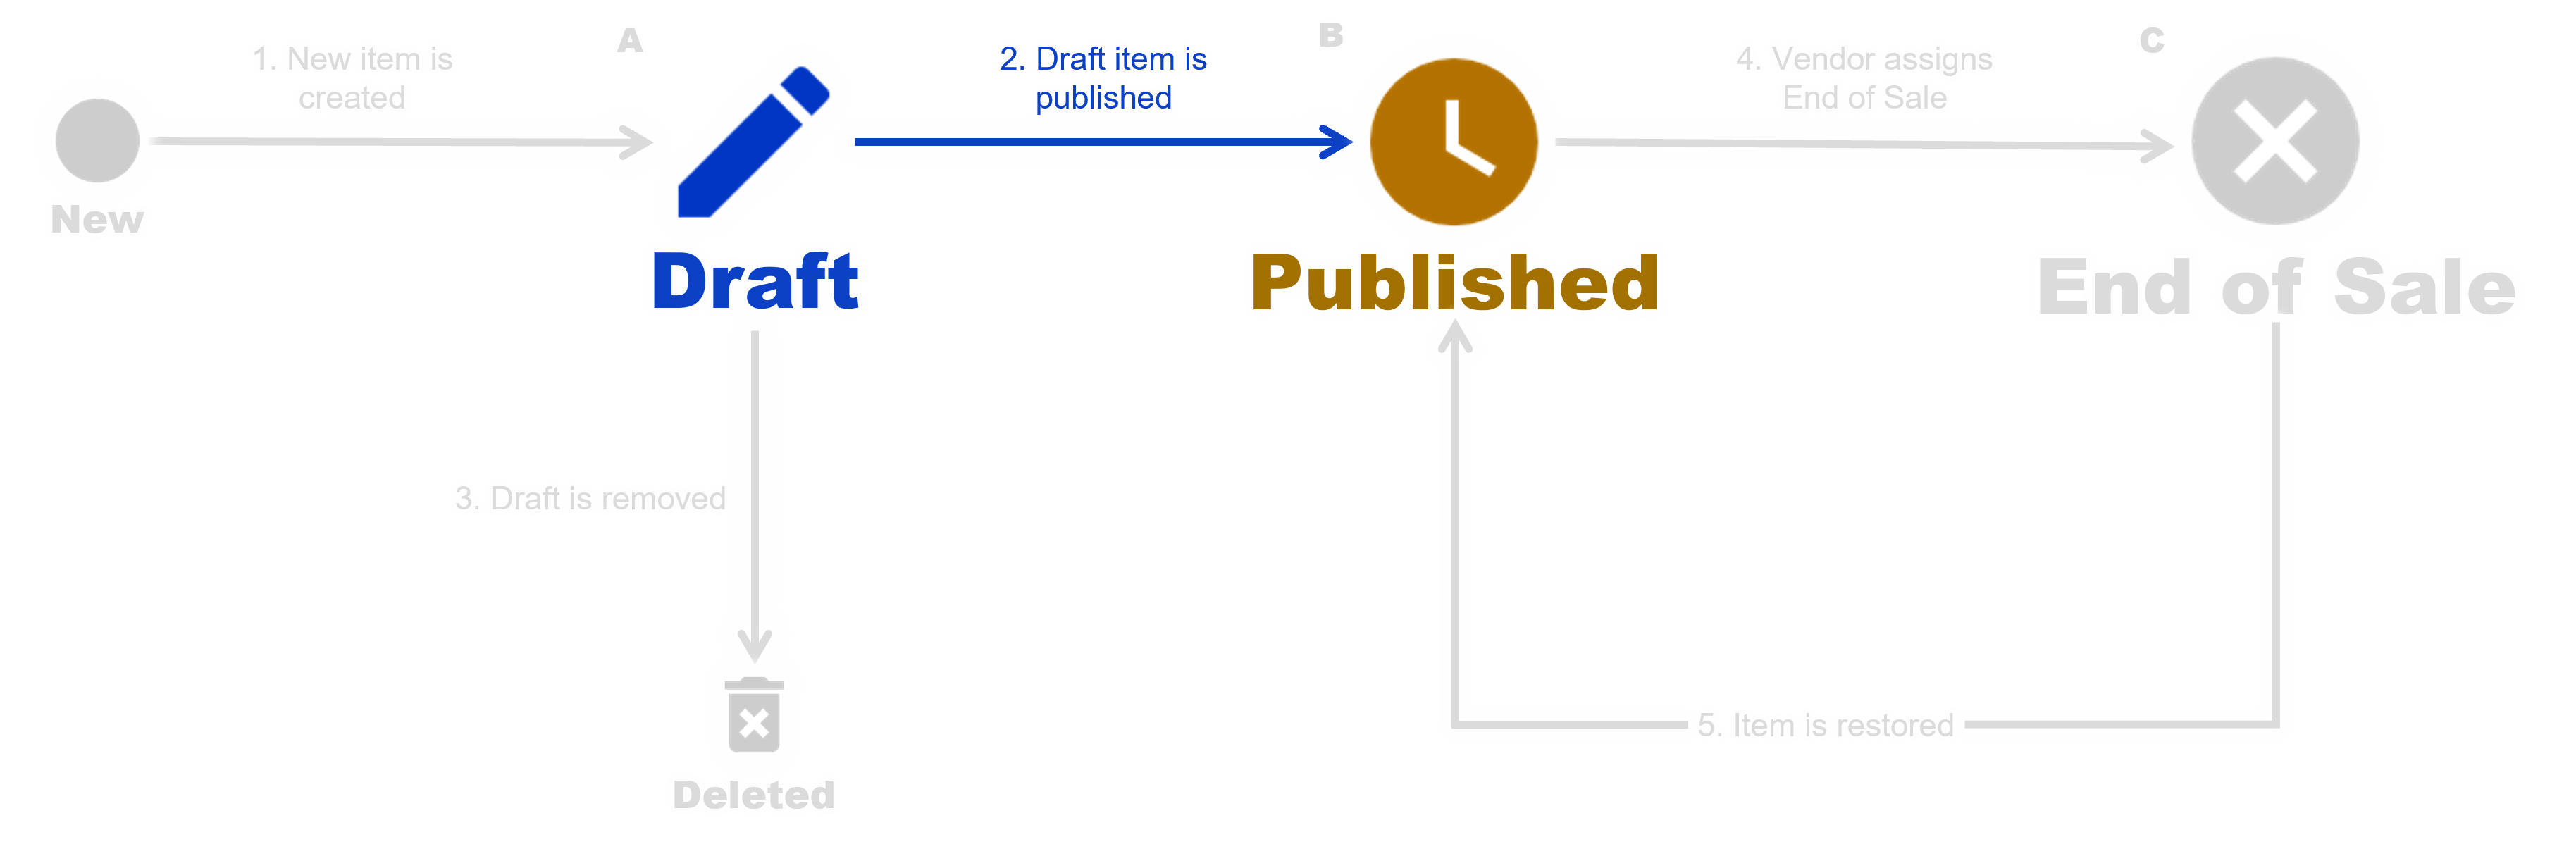 1. New item is
created
A
2. Draft item is
published
B
4. Vendor assigns
End of Sale
C
New
Draft
Published
End of Sale
3. Draft is removed
5. Item is restored
Deleted